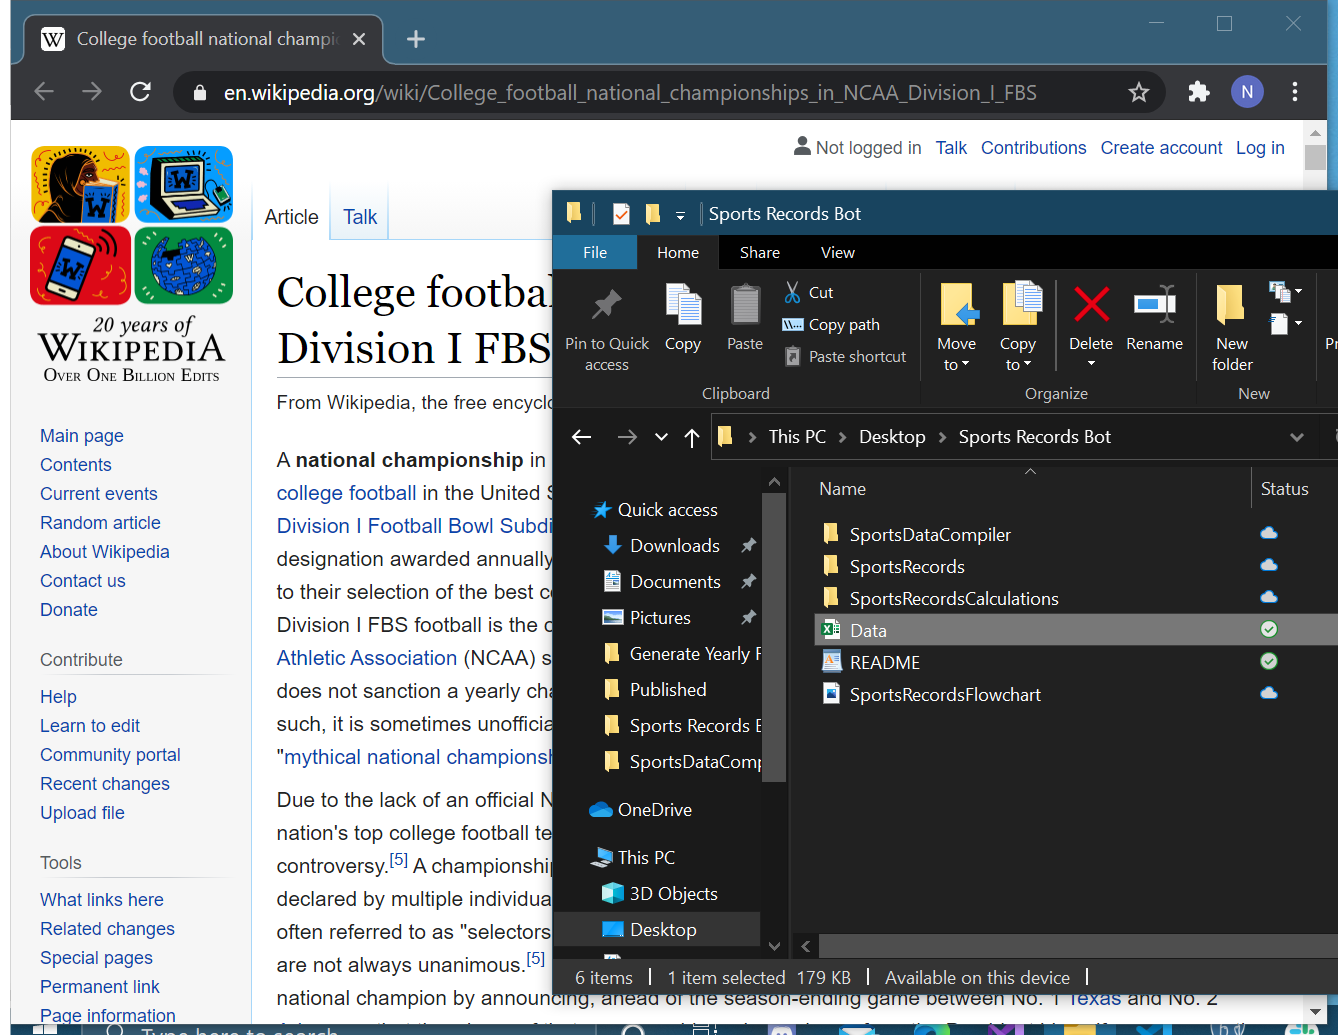 College football national champi
en.wikipedia.org/wiki/College_football_national_championships_in_NCAA_Division_I_FBS
N
Not logged in Talk Contributions Create account Log in
20 years of
WIKIPEDIA
OVER ONE BILLION EDITS
Main page
Contents
Current events
Random article
About Wikipedia
Contact us
Donate
Contribute
Help
Learn to edit
Community portal
Recent changes
Upload file
Tools
What links here
Related changes
Special pages
Permanent link
Page information
Article Talk
College footbal
Division I FBS
From Wikipedia, the free encyclo
A national championship in
college football in the United S
Division I Football Bowl Subdi
designation awarded annually
to their selection of the best co
Division I FBS football is the o
Athletic Association (NCAA) s
does not sanction a yearly cha
such, it is sometimes unofficia
"mythical national championsh
Due to the lack of an official N
nation's top college football te
controversy.[5] A championship
declared by multiple individua
often referred to as "selectors
are not always unanimous.[5]
national champion by announcing, ahead of the season-ending game between No. 1 Texas and No. 2
Sports Records Bot
File Home Share View
Pin to Quick access
Copy
Paste
Cut
Copy path
Paste shortcut
Clipboard
Move to
Copy to
Delete
Rename
Organize
New folder
New
Pr
This PC > Desktop > Sports Records Bot
Quick access
Downloads
Documents
Pictures
Generate Yearly F
Published
Sports Records B
SportsDataComp
OneDrive
This PC
3D Objects
Desktop
Name Status
SportsDataCompiler
SportsRecords
SportsRecordsCalculations
Data
README
SportsRecordsFlowchart
6 items 1 item selected 179 KB Available on this device
Type here to search